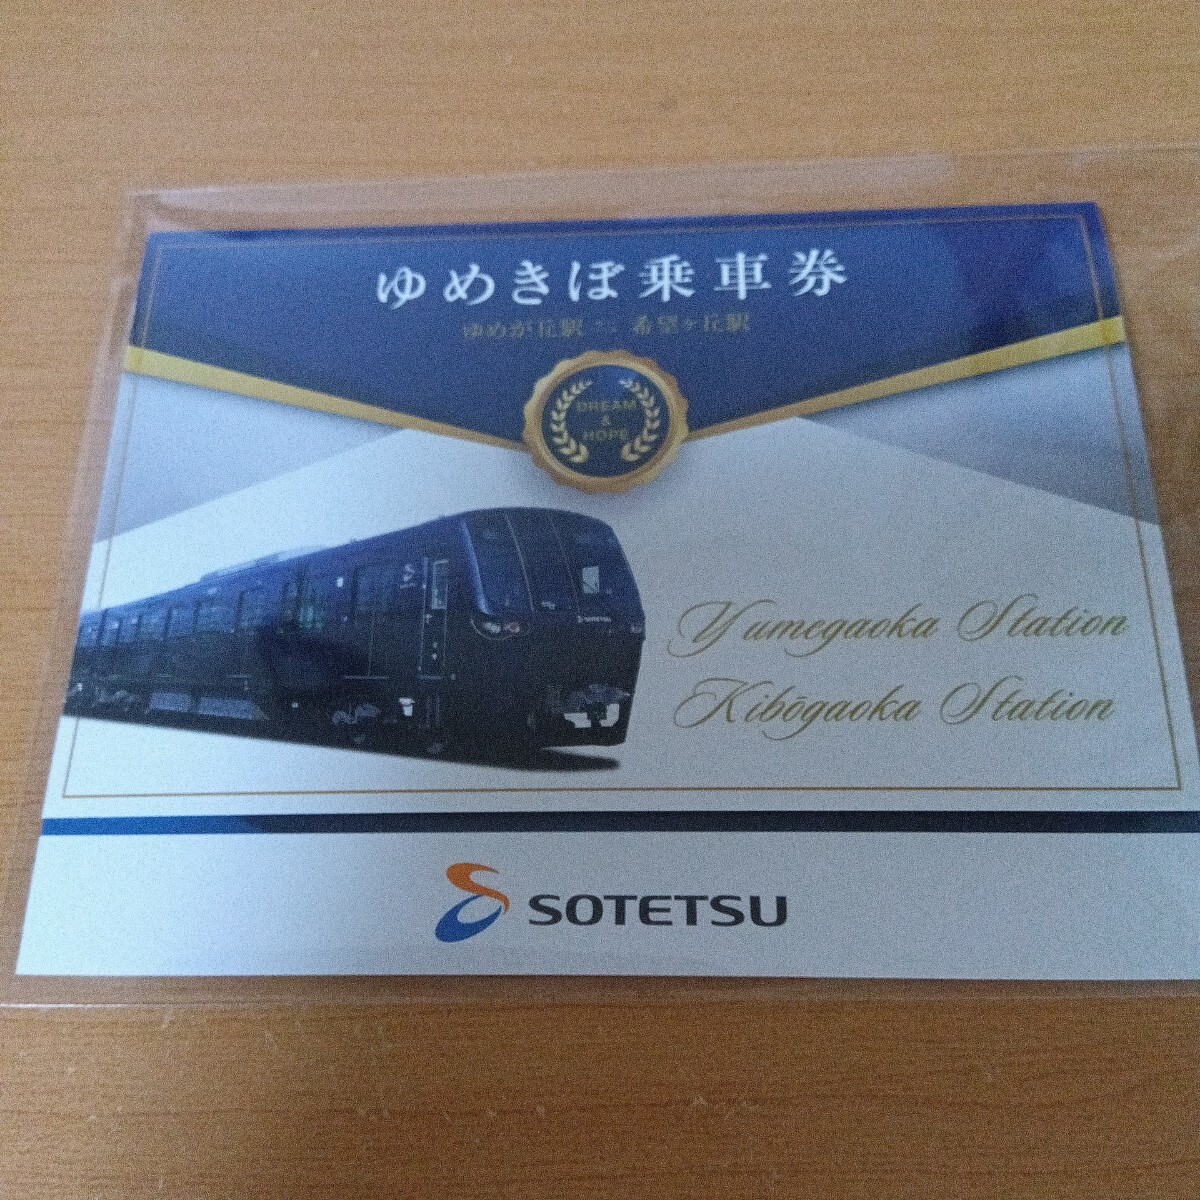 ゆめきぼ乗車券
ゆめが丘駅 ⇔ 希望ヶ丘駅
DREAM
&
HOPE
SOTETSU
Yumegaoka Station
Kibōgaoka Station
SOTETSU